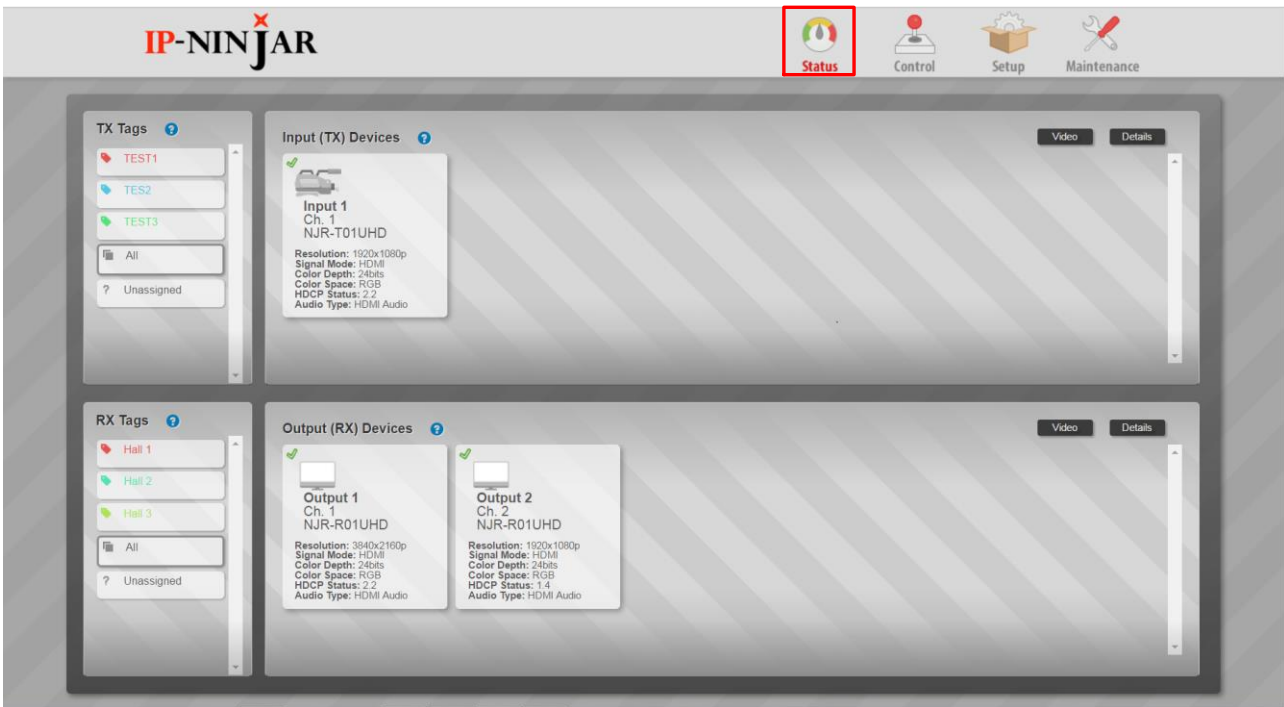 IP-NINJAR
Status
Control
Setup
Maintenance
TX Tags ?
TEST1
TES2
TEST3
All
? Unassigned
Input (TX) Devices ?
Video
Details
Input 1
Ch. 1
NJR-T01UHD
Resolution: 1920x1080p
Signal Mode: HDMI
Color Depth: 24bits
Color Space: RGB
HDCP Status: 2.2
Audio Type: HDMI Audio
RX Tags ?
Hall 1
Hall 2
Hall 3
All
? Unassigned
Output (RX) Devices ?
Video
Details
Output 1
Ch. 1
NJR-R01UHD
Resolution: 3840x2160p
Signal Mode: HDMI
Color Depth: 24bits
Color Space: RGB
HDCP Status: 2.2
Audio Type: HDMI Audio
Output 2
Ch. 2
NJR-R01UHD
Resolution: 1920x1080p
Signal Mode: HDMI
Color Depth: 24bits
Color Space: RGB
HDCP Status: 1.4
Audio Type: HDMI Audio